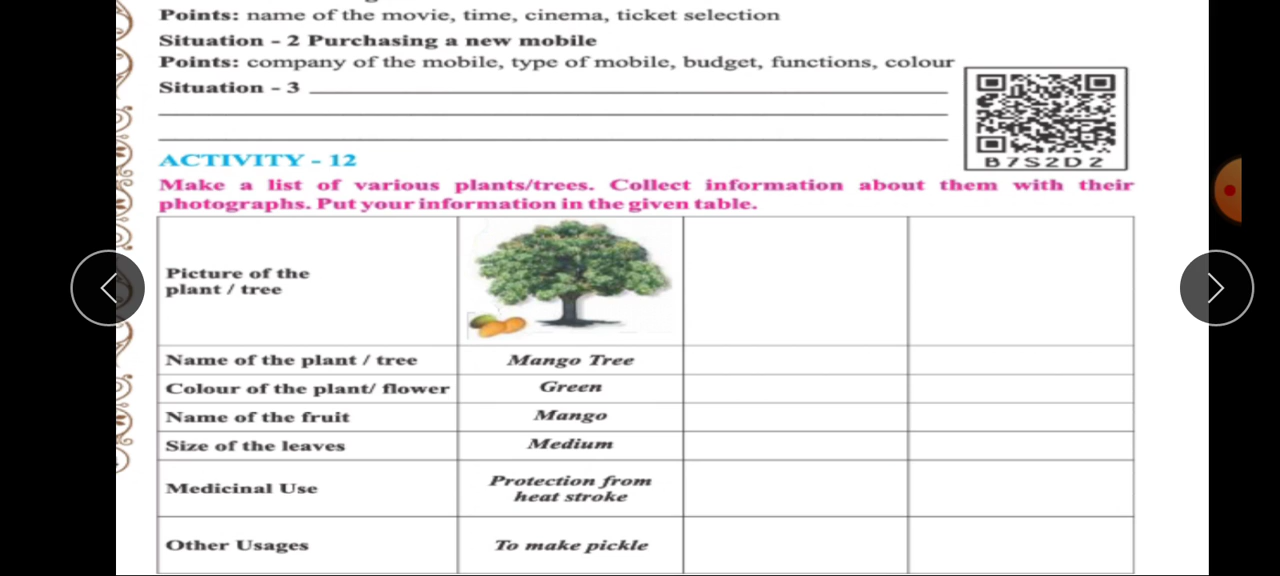 Points: name of the movie, time, cinema, ticket selection
Situation - 2 Purchasing a new mobile
Points: company of the mobile, type of mobile, budget, functions, colour
Situation - 3
B7S2D2
ACTIVITY - 12
Make a list of various plants/trees. Collect information about them with their
photographs. Put your information in the given table.
Picture of the
plant / tree
Name of the plant / tree Mango Tree
Colour of the plant/ flower Green
Name of the fruit Mango
Size of the leaves Medium
Medicinal Use Protection from
heat stroke
Other Usages To make pickle